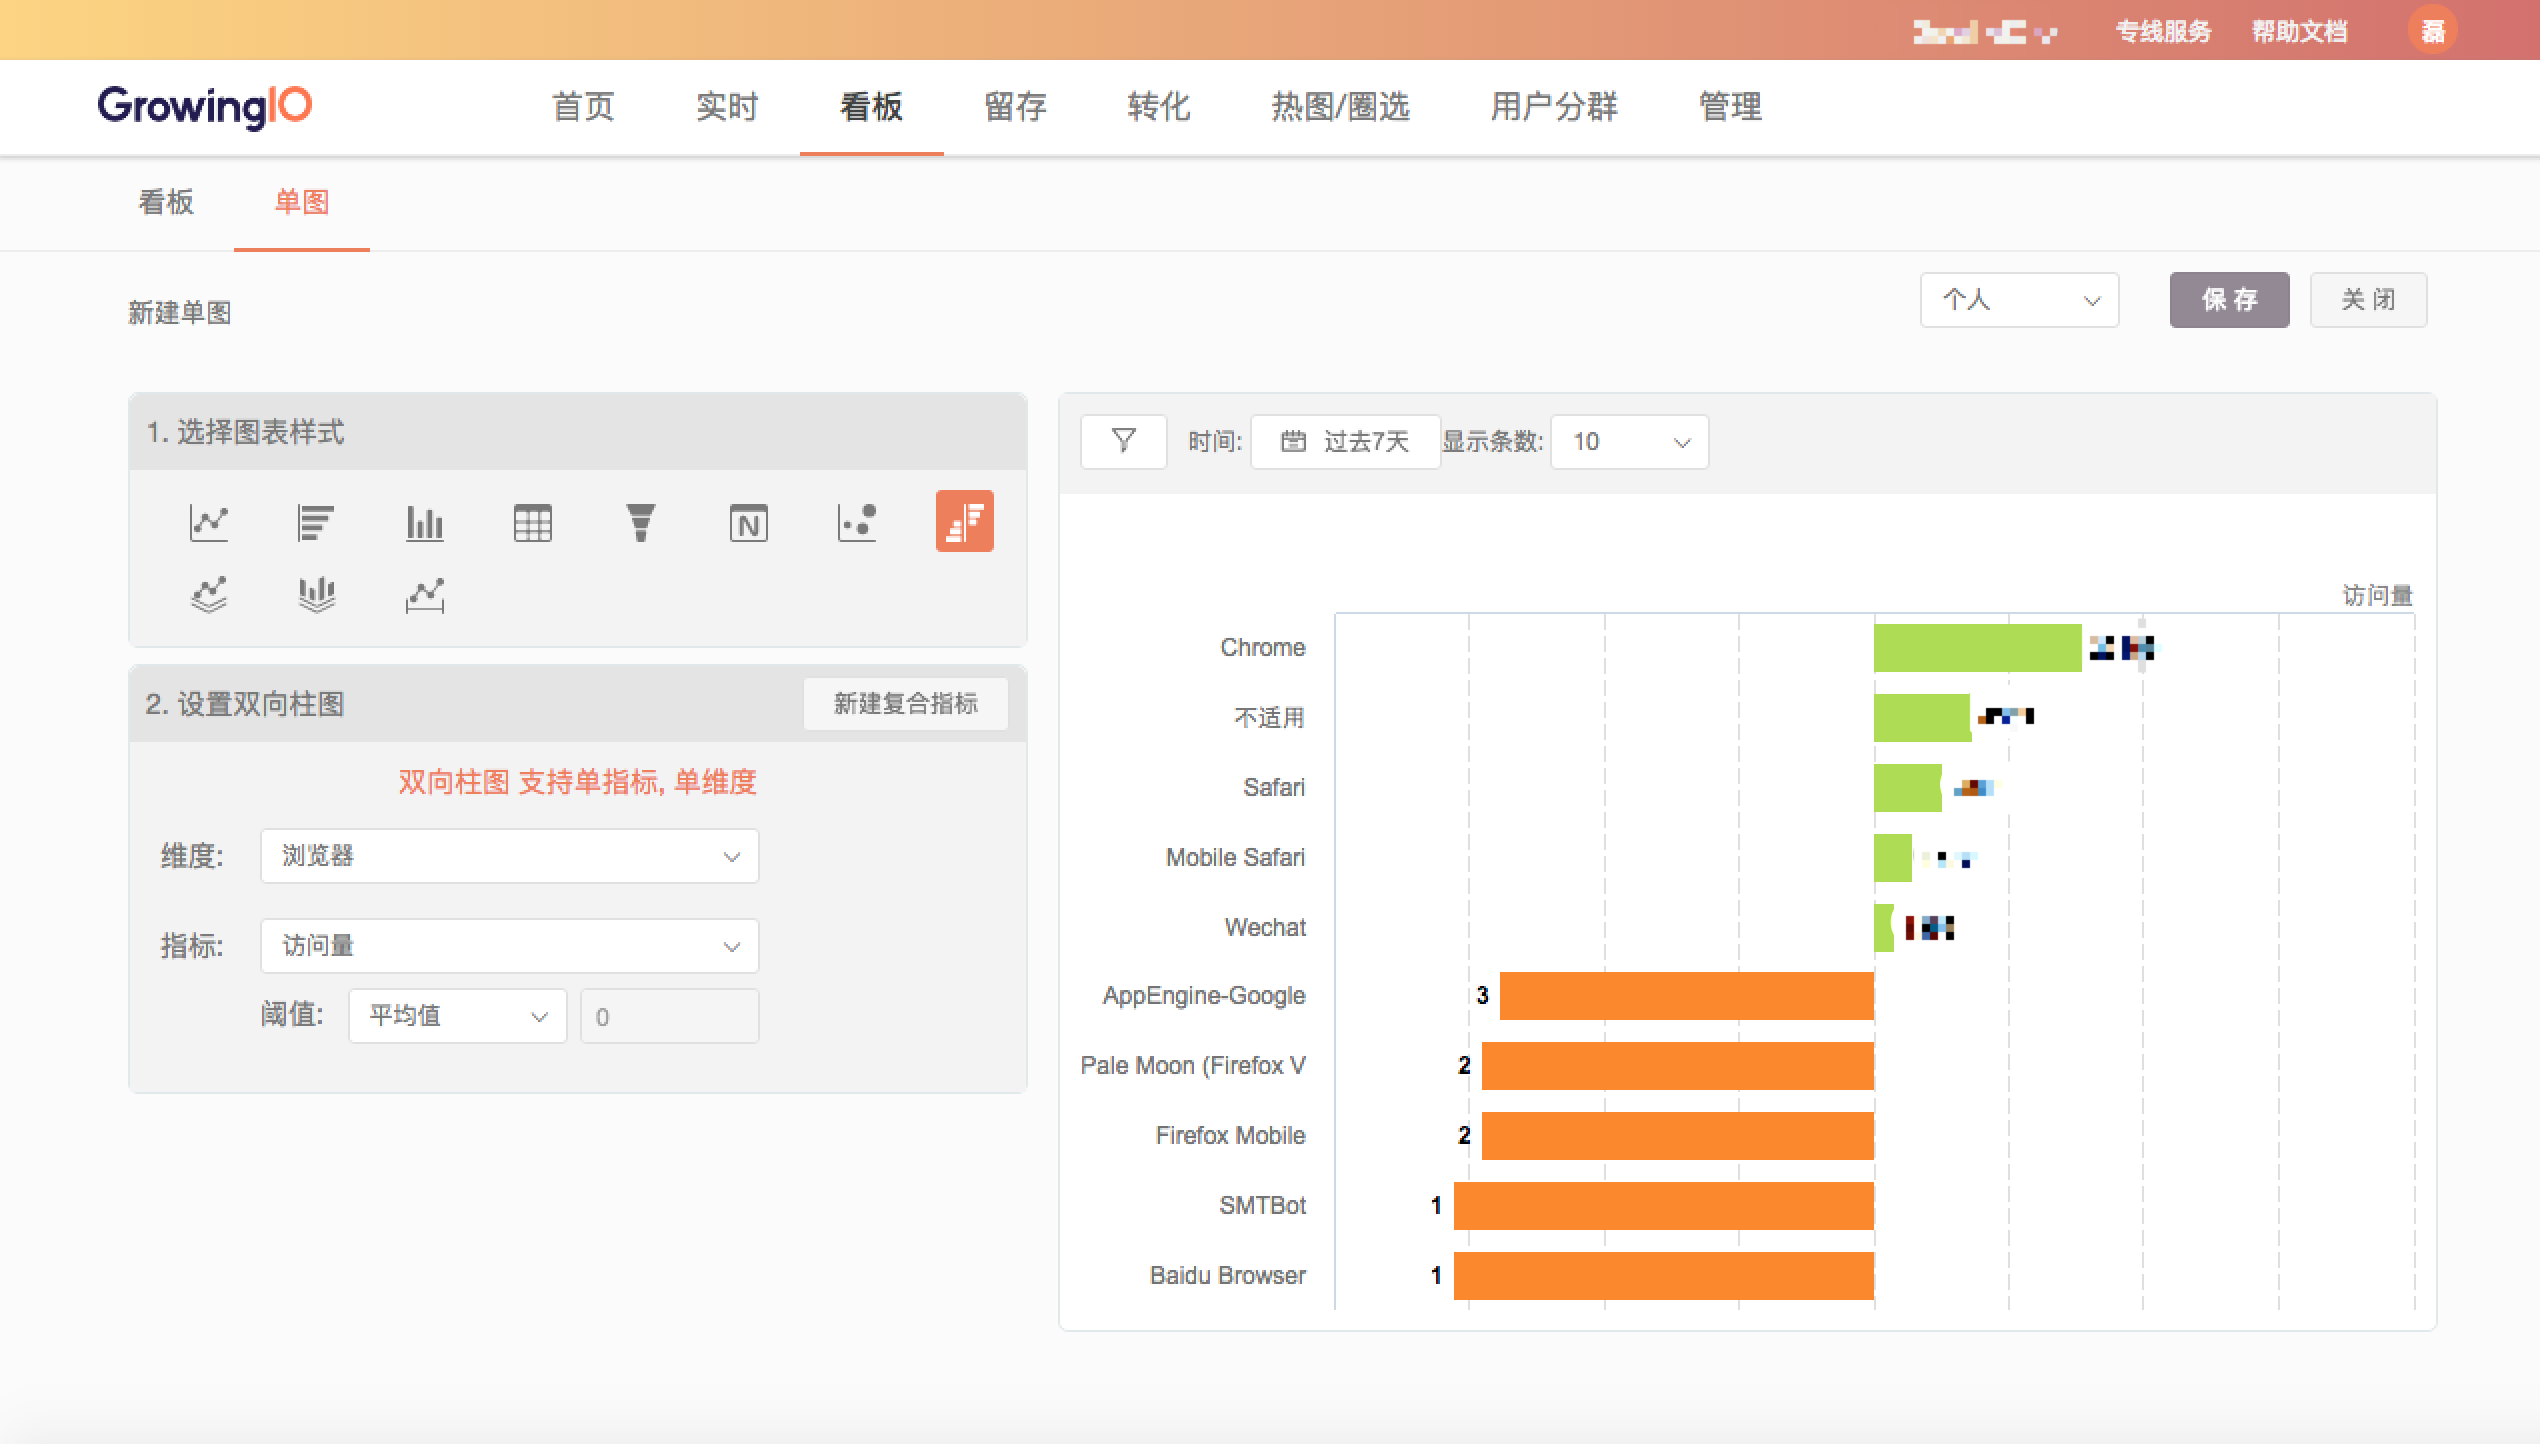 专线服务 帮助文档 磊
GrowingIO 首页 实时 看板 留存 转化 热图/圈选 用户分群 管理
看板 单图
新建单图 个人 保 存 关 闭
1. 选择图表样式
N
2. 设置双向柱图 新建复合指标
双向柱图 支持单指标, 单维度
维度: 浏览器
指标: 访问量
阈值: 平均值 0
时间: 过去7天 显示条数: 10
访问量
Chrome
不适用
Safari
Mobile Safari
Wechat
AppEngine-Google 3
Pale Moon (Firefox V 2
Firefox Mobile 2
SMTBot 1
Baidu Browser 1